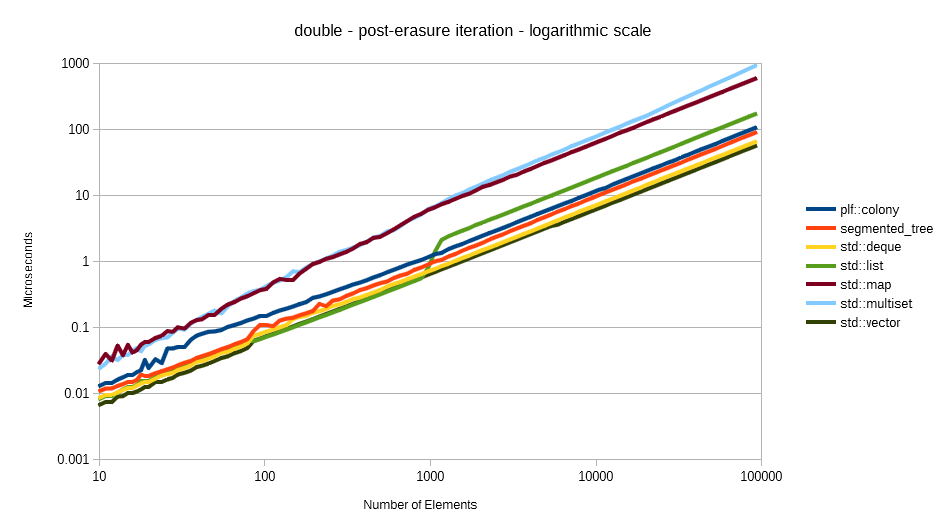 double - post-erasure iteration - logarithmic scale
1000
100
10
1
0.1
0.01
0.001
Microseconds
10 100 1000 10000 100000
Number of Elements
plf::colony
segmented_tree
std::deque
std::list
std::map
std::multiset
std::vector